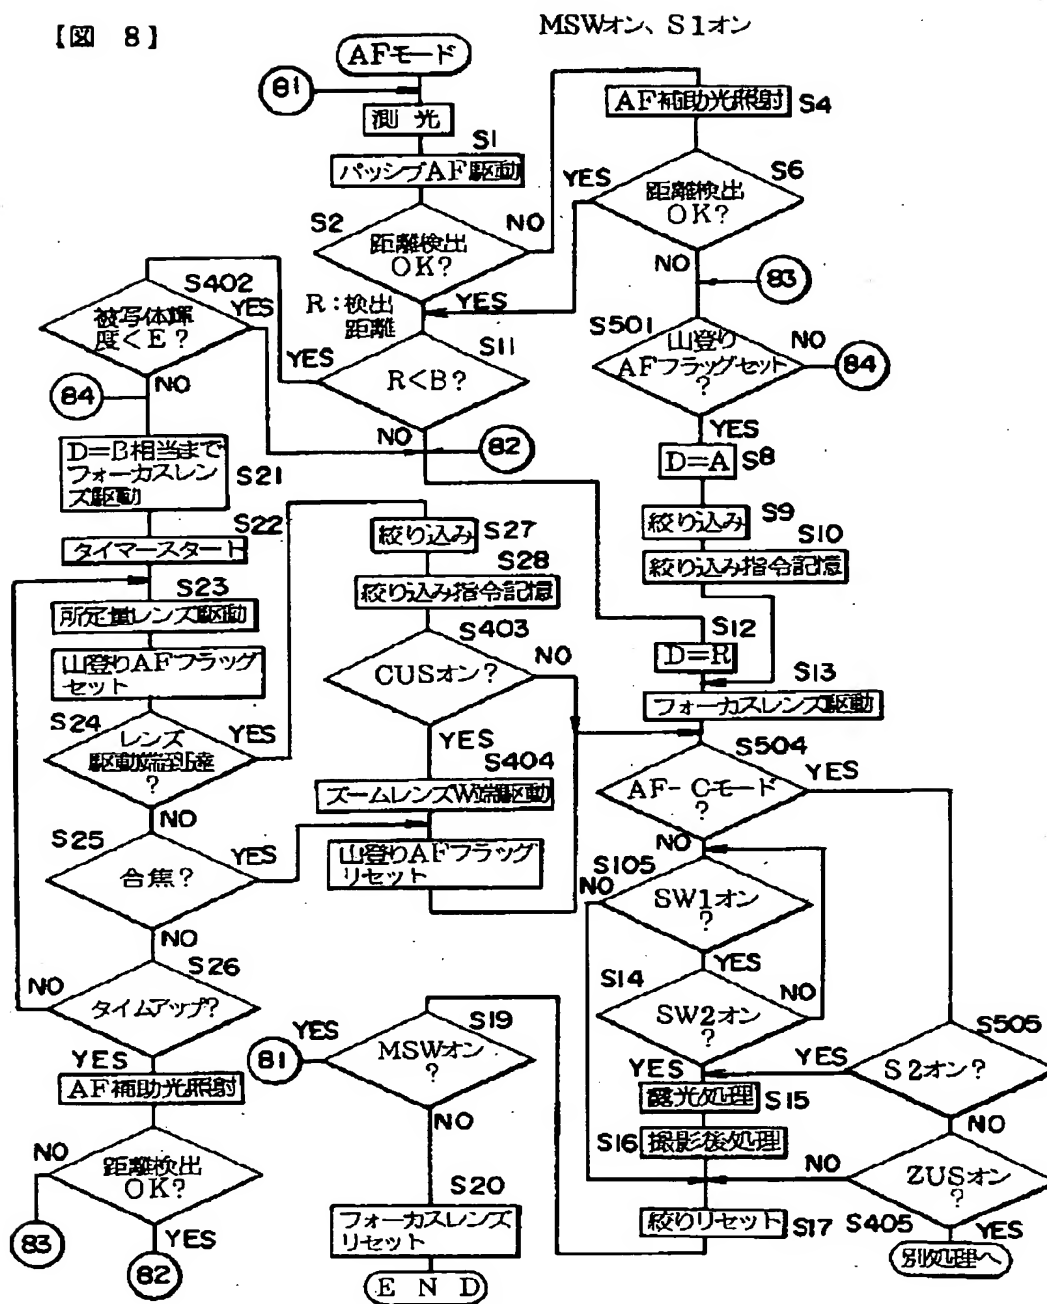 【図 8】
MSWオン、S1オン
AFモード
81
測 光
S1
パッシブAF駆動
S2
距離検出
OK?
NO
YES
AF補助光照射
S4
S6
距離検出
OK?
YES
NO
83
R:検出
距離
S402
被写体輝
度<E?
YES
NO
84
S11
R<B?
YES
NO
82
S501
山登り
AFフラッグセット
?
NO
84
YES
D=A
S8
絞り込み
S9
S10
絞り込み指令記憶
S12
D=R
S13
フォーカスレンズ駆動
D=B相当まで
フォーカスレン
ズ駆動
S21
S22
タイマースタート
S23
所定量レンズ駆動
山登りAFフラッグ
セット
S24
レンズ
駆動端到達
?
YES
NO
S25
合焦?
YES
NO
S26
タイムアップ?
NO
YES
AF補助光照射
距離検出
OK?
NO
YES
83
82
絞り込み
S27
S28
絞り込み指令記憶
S403
CUSオン?
NO
YES
S404
ズームレンズW端駆動
山登りAFフラッグ
リセット
S504
AF-Cモード
?
YES
NO
S105
SW1オン
?
NO
YES
S14
SW2オン
?
NO
YES
露光処理
S15
S16
撮影後処理
絞りリセット
S17
S505
S2オン?
YES
NO
ZUSオン
?
NO
S405
YES
別処理へ
S19
MSWオン
?
YES
81
NO
S20
フォーカスレンズ
リセット
E N D